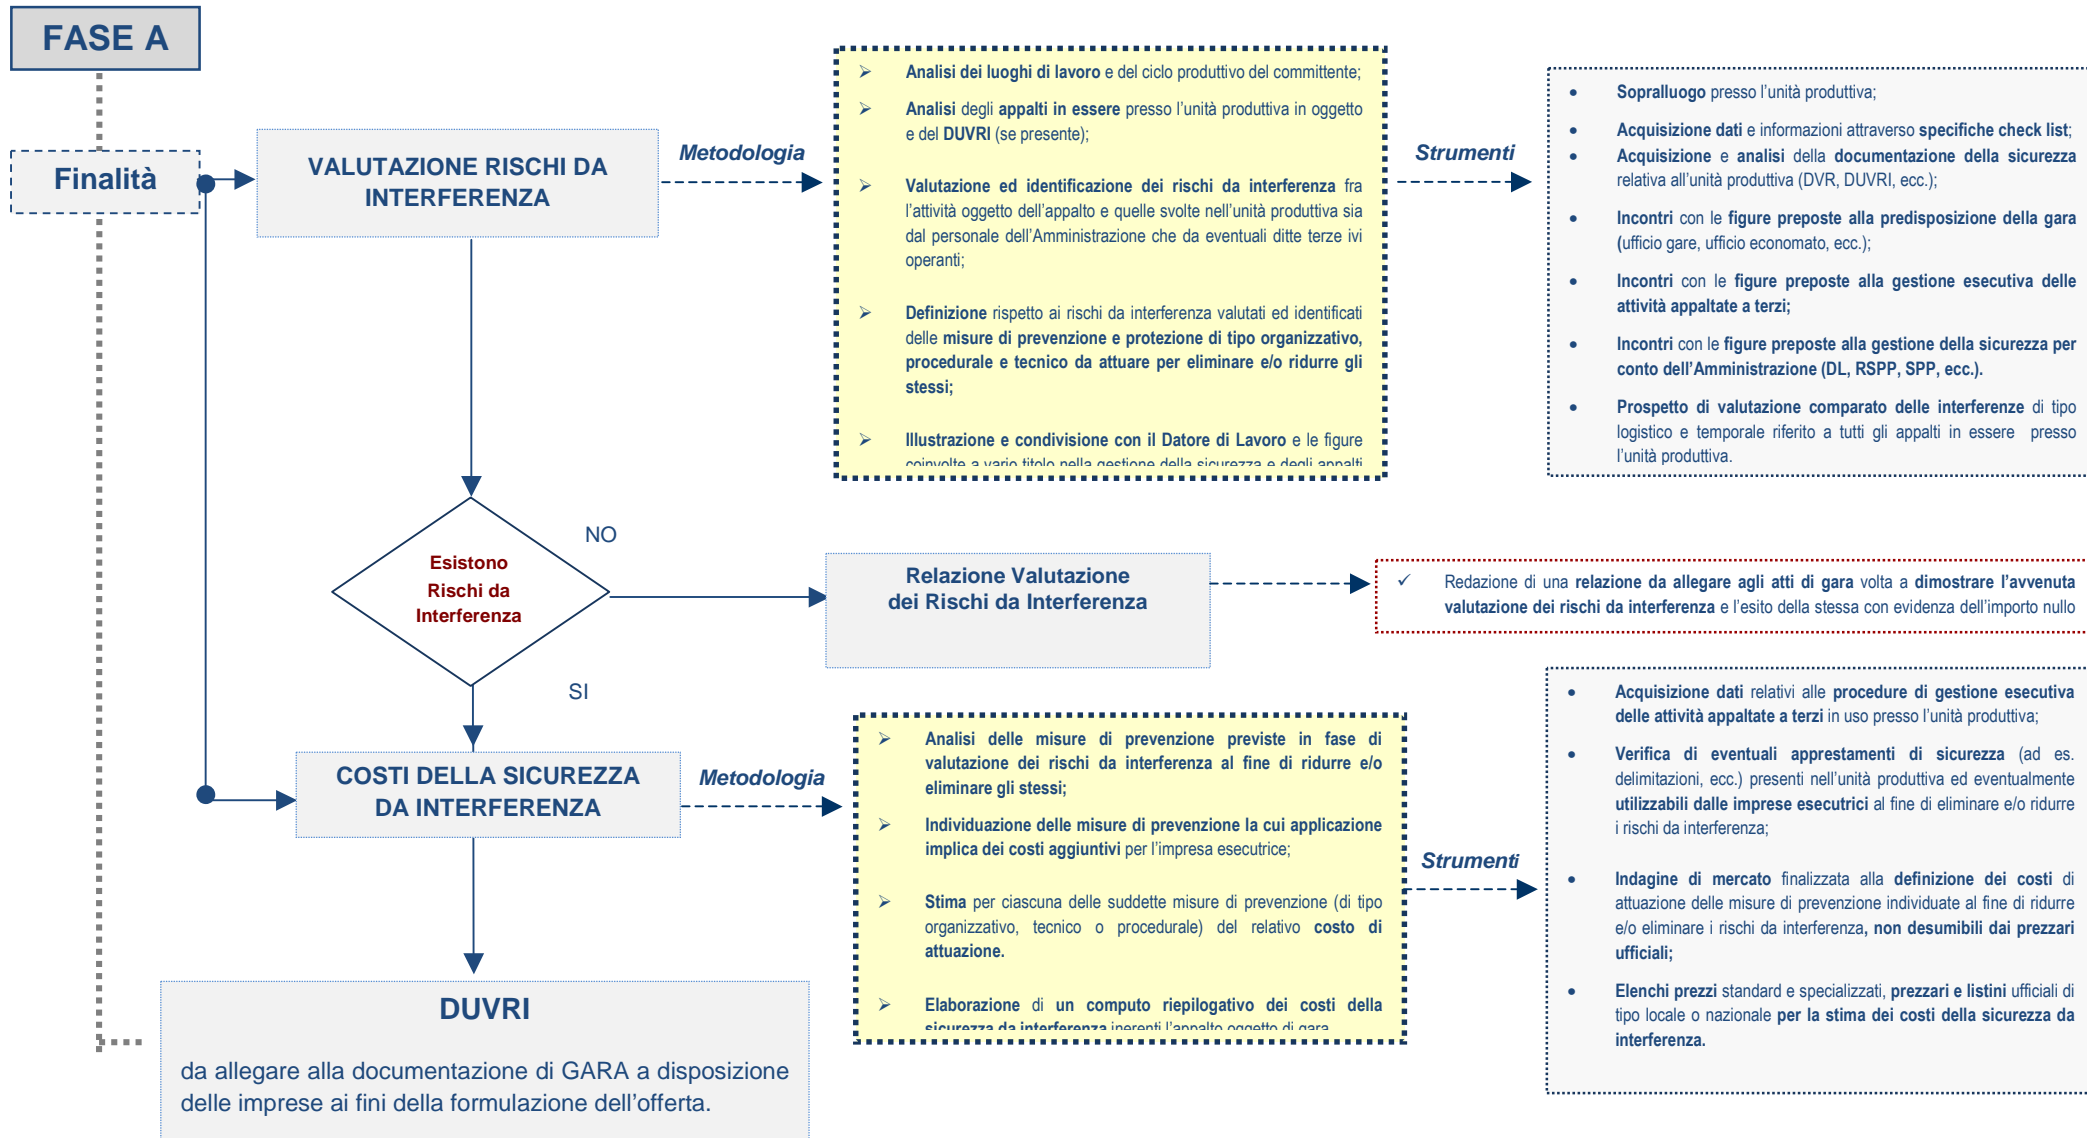 FASE A
Finalità
VALUTAZIONE RISCHI DA
INTERFERENZA
Metodologia
➢ Analisi dei luoghi di lavoro e del ciclo produttivo del committente;
➢ Analisi degli appalti in essere presso l'unità produttiva in oggetto
e del DUVRI (se presente);
➢ Valutazione ed identificazione dei rischi da interferenza fra
l'attività oggetto dell'appalto e quelle svolte nell'unità produttiva sia
dal personale dell'Amministrazione che da eventuali ditte terze ivi
operanti;
➢ Definizione rispetto ai rischi da interferenza valutati ed identificati
delle misure di prevenzione e protezione di tipo organizzativo,
procedurale e tecnico da attuare per eliminare e/o ridurre gli
stessi;
➢ Illustrazione e condivisione con il Datore di Lavoro e le figure
coinvolte a vario titolo nella gestione della sicurezza e degli appalti
Strumenti
• Sopralluogo presso l'unità produttiva;
• Acquisizione dati e informazioni attraverso specifiche check list;
• Acquisizione e analisi della documentazione della sicurezza
relativa all'unità produttiva (DVR, DUVRI, ecc.);
• Incontri con le figure preposte alla predisposizione della gara
(ufficio gare, ufficio economato, ecc.);
• Incontri con le figure preposte alla gestione esecutiva delle
attività appaltate a terzi;
• Incontri con le figure preposte alla gestione della sicurezza per
conto dell'Amministrazione (DL, RSPP, SPP, ecc.).
• Prospetto di valutazione comparato delle interferenze di tipo
logistico e temporale riferito a tutti gli appalti in essere presso
l'unità produttiva.
Esistono
Rischi da
Interferenza
NO
Relazione Valutazione
dei Rischi da Interferenza
✓ Redazione di una relazione da allegare agli atti di gara volta a dimostrare l'avvenuta
valutazione dei rischi da interferenza e l'esito della stessa con evidenza dell'importo nullo
SI
COSTI DELLA SICUREZZA
DA INTERFERENZA
Metodologia
➢ Analisi delle misure di prevenzione previste in fase di
valutazione dei rischi da interferenza al fine di ridurre e/o
eliminare gli stessi;
➢ Individuazione delle misure di prevenzione la cui applicazione
implica dei costi aggiuntivi per l'impresa esecutrice;
➢ Stima per ciascuna delle suddette misure di prevenzione (di tipo
organizzativo, tecnico o procedurale) del relativo costo di
attuazione.
➢ Elaborazione di un computo riepilogativo dei costi della
sicurezza da interferenza inerenti l'appalto oggetto di gara
Strumenti
• Acquisizione dati relativi alle procedure di gestione esecutiva
delle attività appaltate a terzi in uso presso l'unità produttiva;
• Verifica di eventuali apprestamenti di sicurezza (ad es.
delimitazioni, ecc.) presenti nell'unità produttiva ed eventualmente
utilizzabili dalle imprese esecutrici al fine di eliminare e/o ridurre
i rischi da interferenza;
• Indagine di mercato finalizzata alla definizione dei costi di
attuazione delle misure di prevenzione individuate al fine di ridurre
e/o eliminare i rischi da interferenza, non desumibili dai prezzari
ufficiali;
• Elenchi prezzi standard e specializzati, prezzari e listini ufficiali di
tipo locale o nazionale per la stima dei costi della sicurezza da
interferenza.
DUVRI
da allegare alla documentazione di GARA a disposizione
delle imprese ai fini della formulazione dell'offerta.